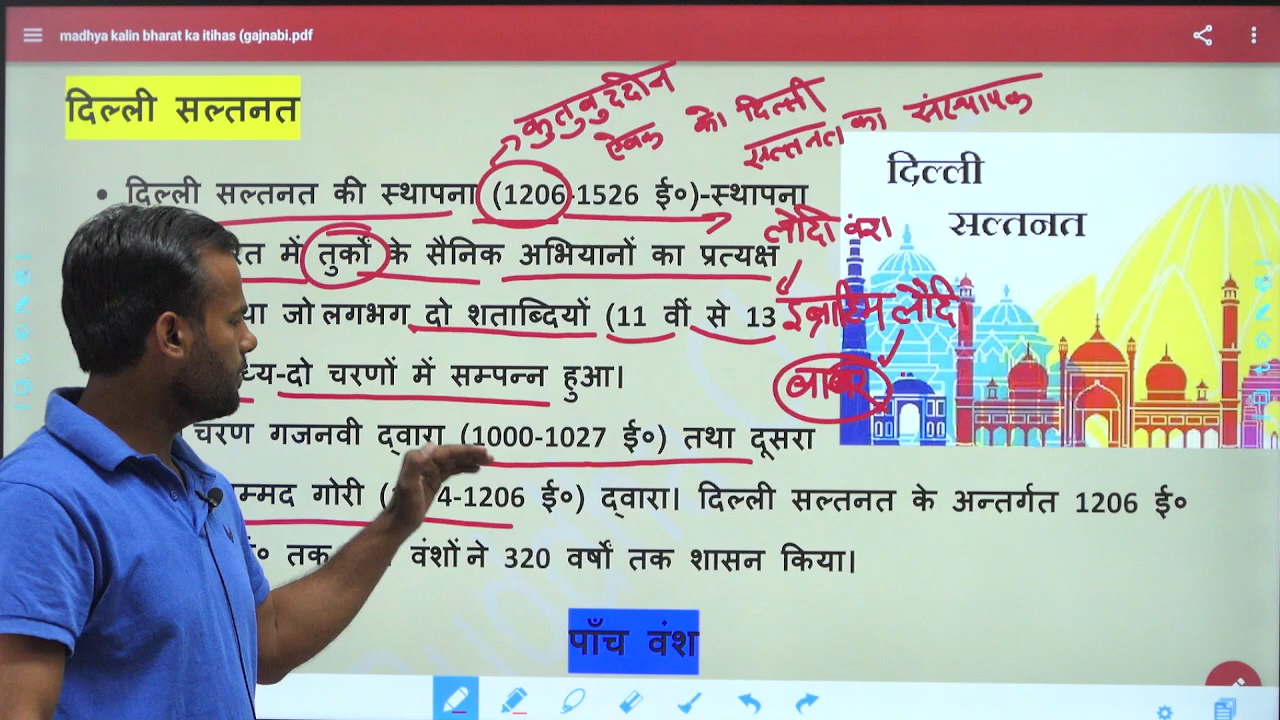 madhya kalin bharat ka itihas (gajnabi.pdf
दिल्ली सल्तनत
कुतुबुददीन
ऐबक को दिल्ली
सल्तनत का संस्थापक
• दिल्ली सल्तनत की स्थापना (1206-1526 ई०)-स्थापना
में तुर्कों के सैनिक अभियानों का प्रत्यक्ष
जो लगभग दो शताब्दियों (11 वीं से 13
-दो चरणों में सम्पन्न हुआ।
चरण गजनवी द्वारा (1000-1027 ई०) तथा दूसरा
गोरी ( 4-1206 ई०) द्वारा। दिल्ली सल्तनत के अन्तर्गत 1206 ई०
तक वंशों ने 320 वर्षों तक शासन किया।
लौदी वंश
इब्राहिम लौदी
बाबर
दिल्ली
सल्तनत
पाँच वंश